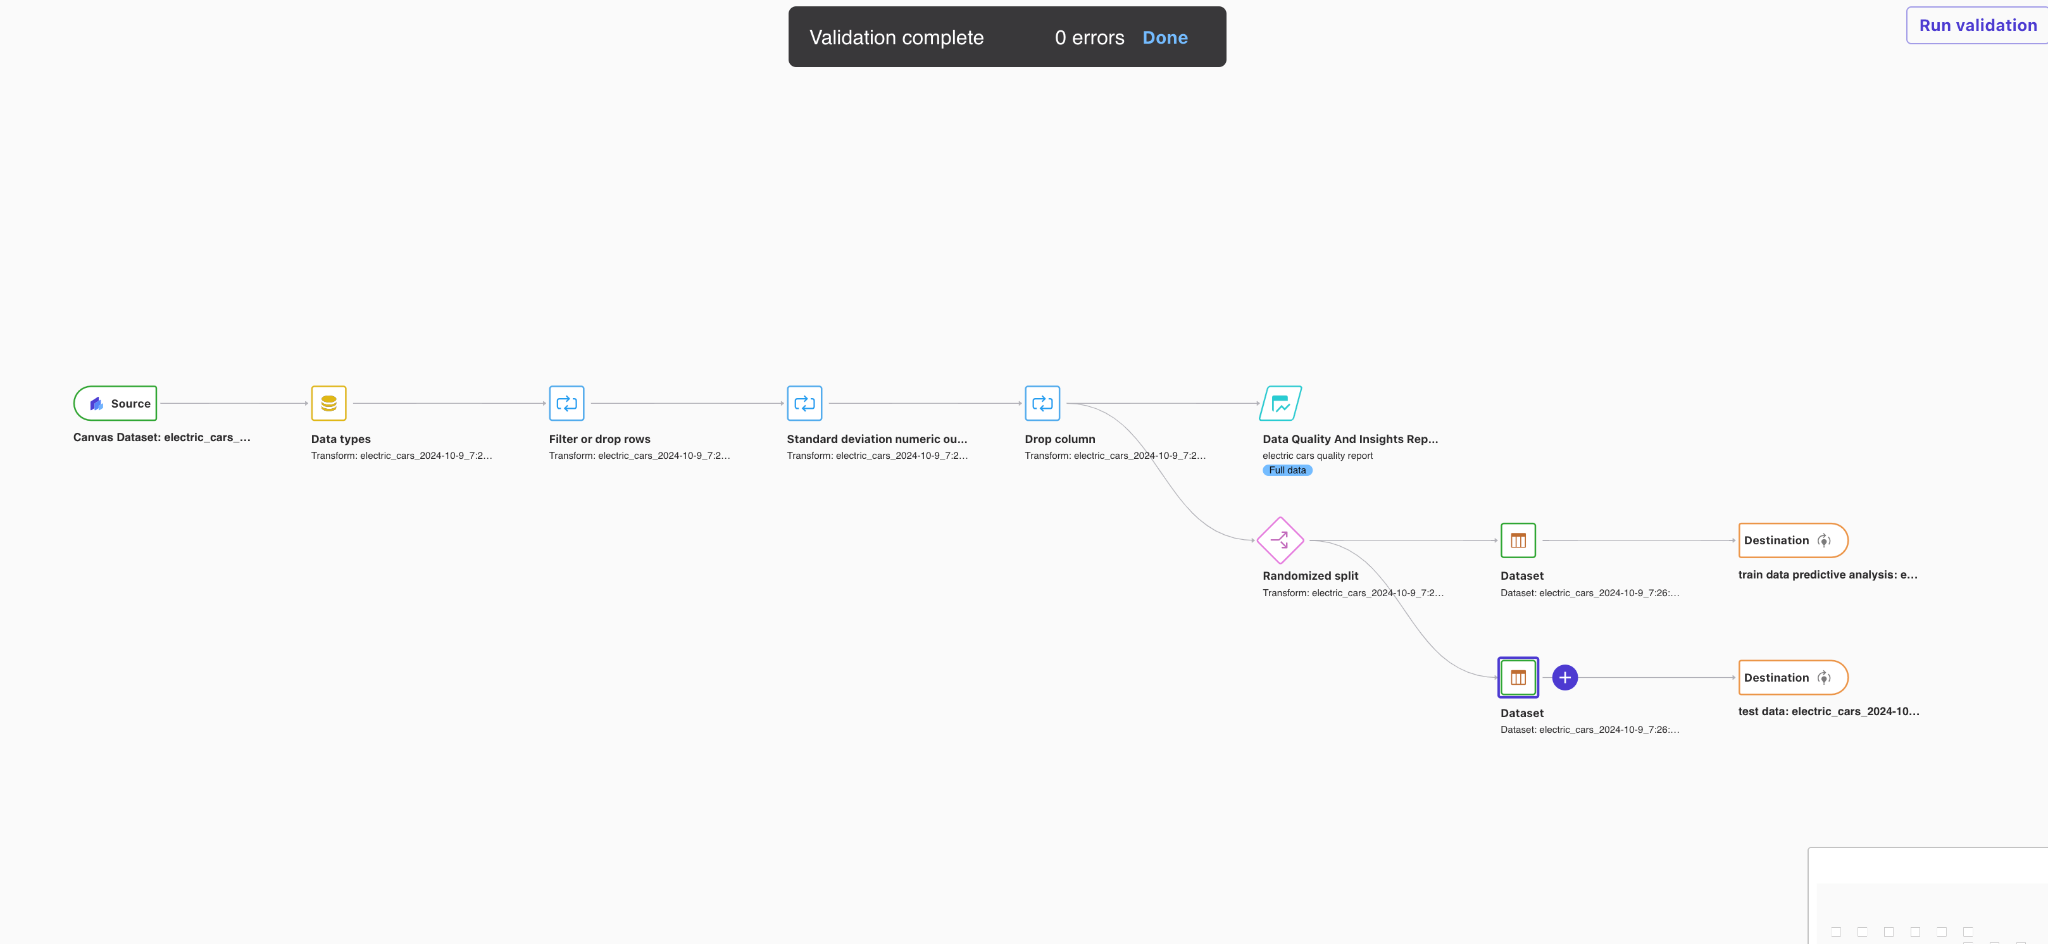 Validation complete 0 errors Done
Run validation
Source
Canvas Dataset: electric_cars_...
Data types
Transform: electric_cars_2024-10-9_7:2...
Filter or drop rows
Transform: electric_cars_2024-10-9_7:2...
Standard deviation numeric ou...
Transform: electric_cars_2024-10-9_7:2...
Drop column
Transform: electric_cars_2024-10-9_7:2...
Data Quality And Insights Rep...
electric cars quality report
Full data
Randomized split
Transform: electric_cars_2024-10-9_7:2...
Dataset
Dataset: electric_cars_2024-10-9_7:26:...
Destination
train data predictive analysis: e...
Dataset
Dataset: electric_cars_2024-10-9_7:26:...
Destination
test data: electric_cars_2024-10...